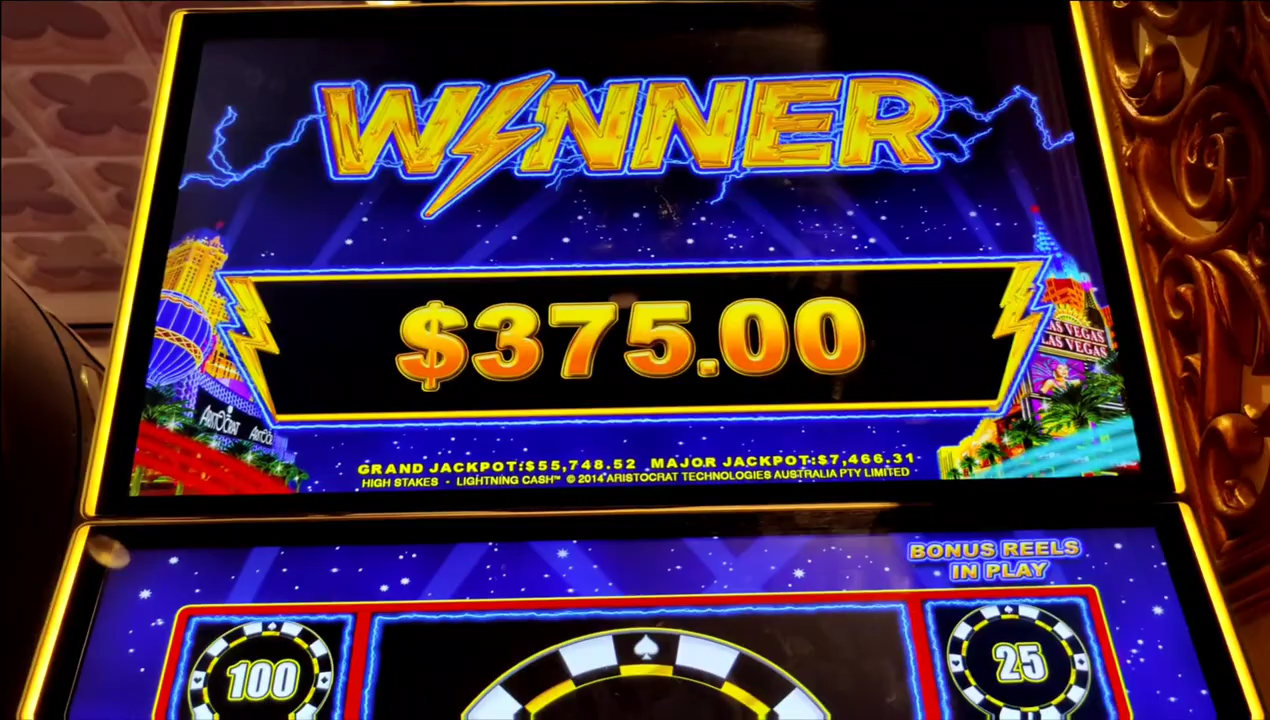 WINNER
$375.00
LAS VEGAS
LAS VEGAS
ARISTOCRAT
GRAND JACKPOT:$55,748.52 MAJOR JACKPOT:$7,466.31
HIGH STAKES - LIGHTNING CASH™ © 2014 ARISTOCRAT TECHNOLOGIES AUSTRALIA PTY LIMITED
BONUS REELS
IN PLAY
100
25